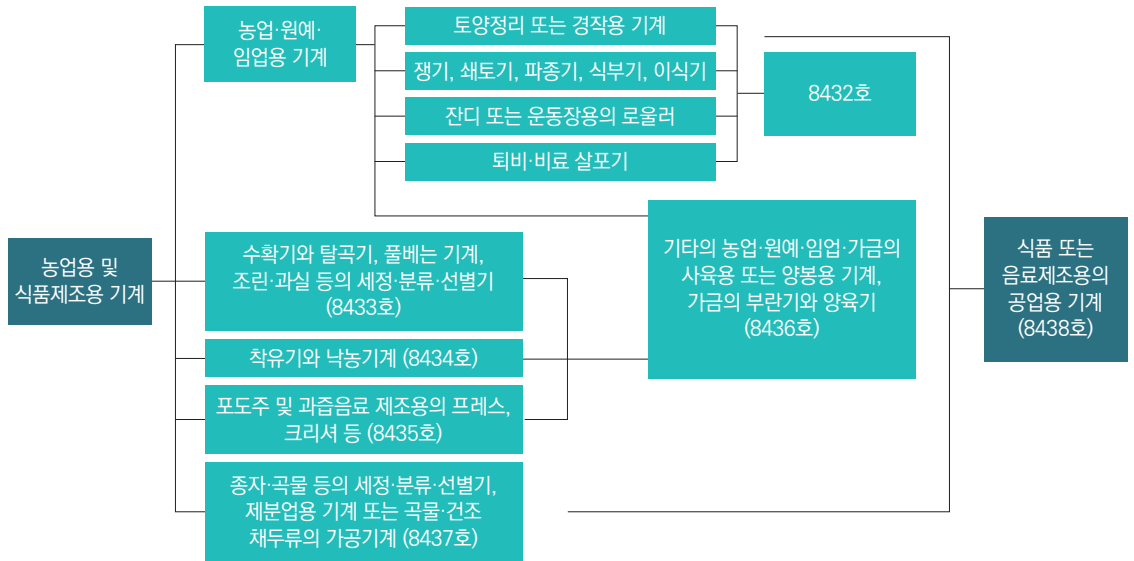 농업용 및
식품제조용 기계
농업·원예·
임업용 기계
토양정리 또는 경작용 기계
쟁기, 쇄토기, 파종기, 식부기, 이식기
잔디 또는 운동장용의 로울러
퇴비·비료 살포기
8432호
수확기와 탈곡기, 풀베는 기계,
조린·과실 등의 세정·분류·선별기
(8433호)
착유기와 낙농기계 (8434호)
포도주 및 과즙음료 제조용의 프레스,
크리셔 등 (8435호)
종자·곡물 등의 세정·분류·선별기,
제분업용 기계 또는 곡물·건조
채두류의 가공기계 (8437호)
기타의 농업·원예·임업·가금의
사육용 또는 양봉용 기계,
가금의 부란기와 양육기
(8436호)
식품 또는
음료제조용의
공업용 기계
(8438호)